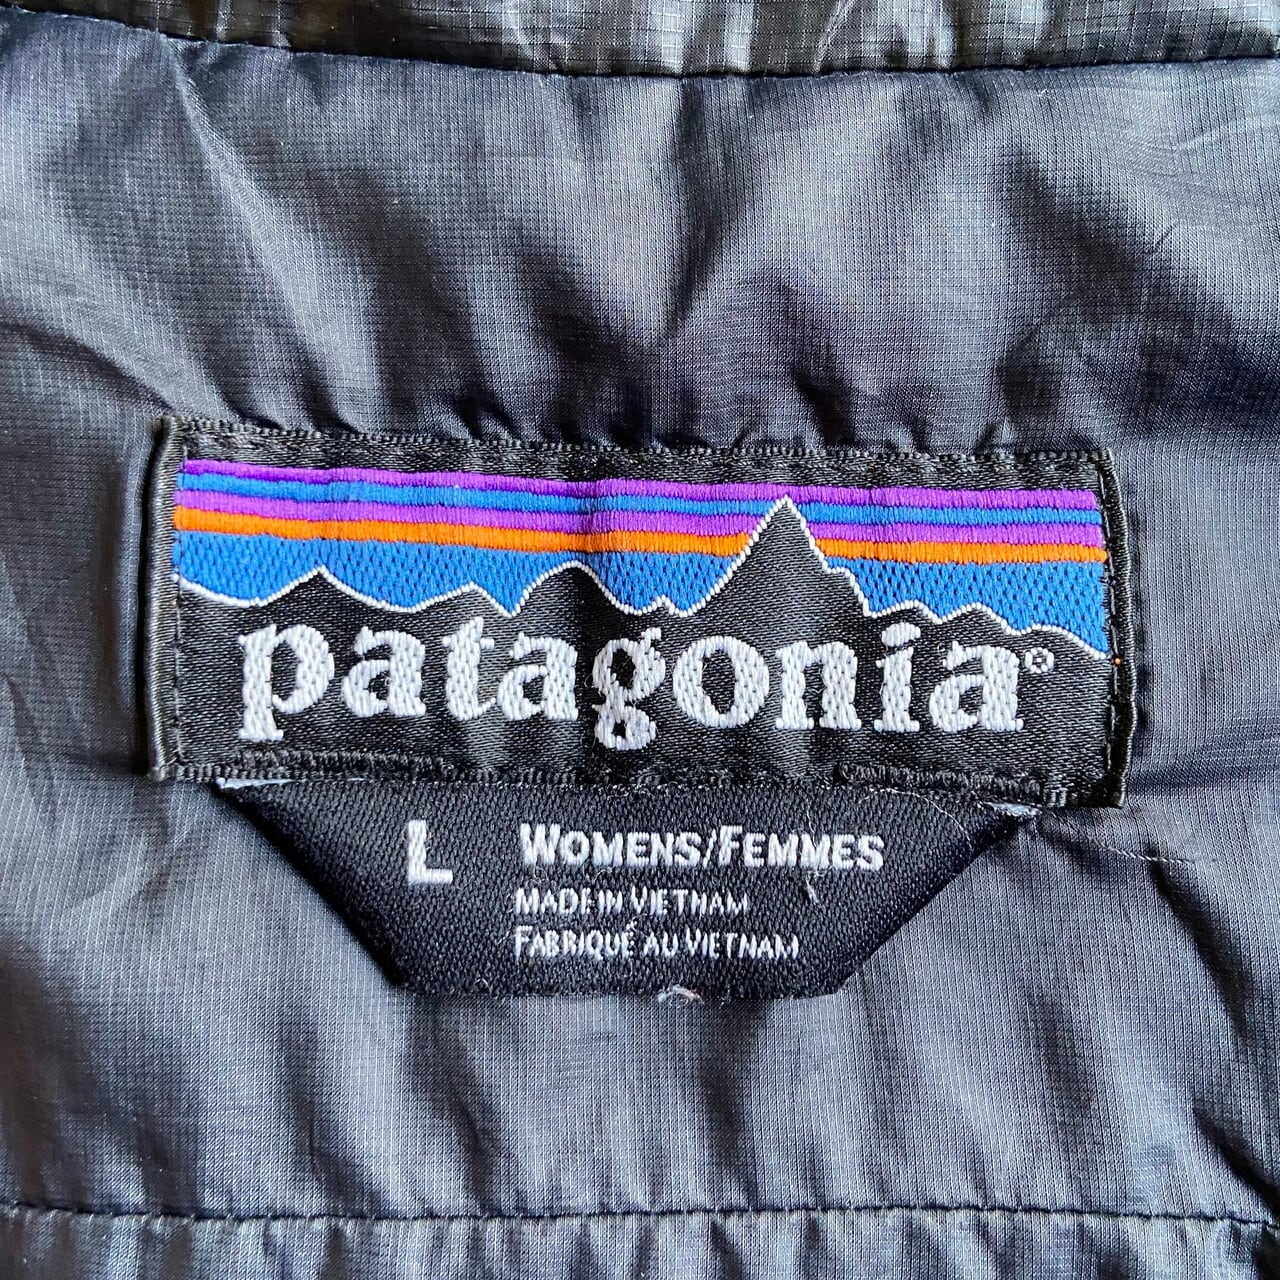 patagonia®
L WOMENS/FEMMES
MADE IN VIETNAM
FABRIQUÉ AU VIETNAM